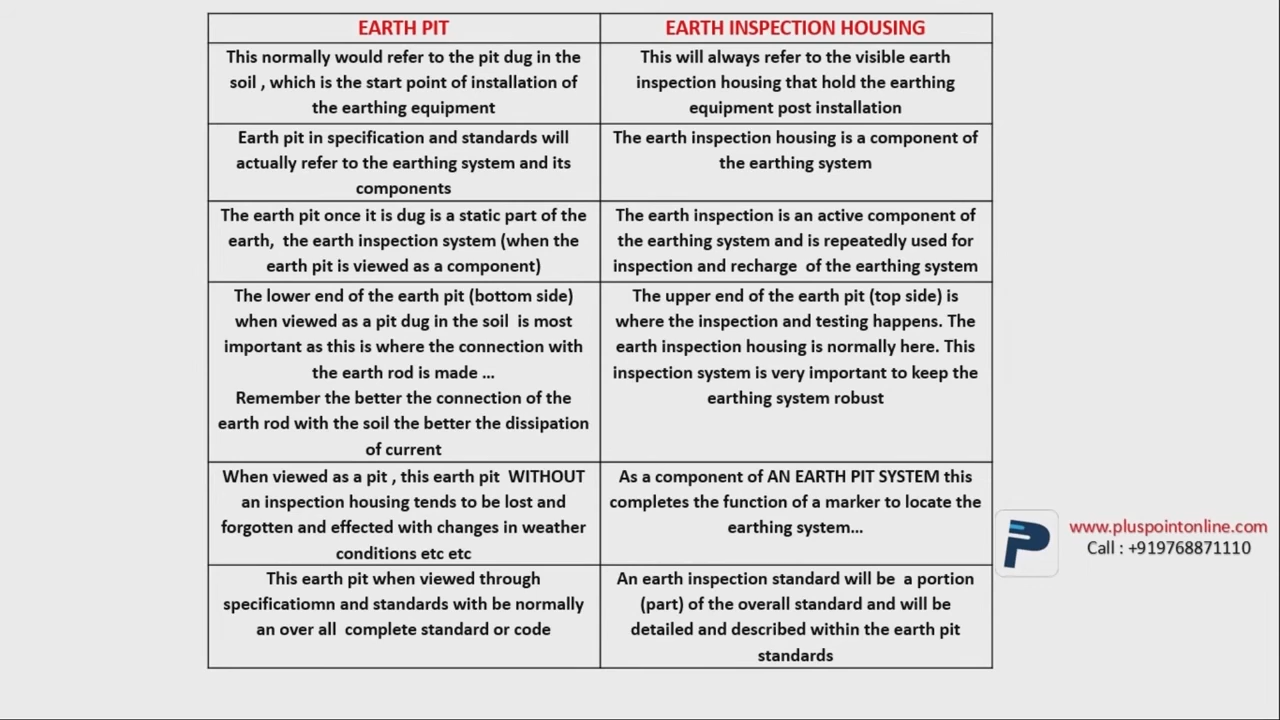 EARTH PIT
EARTH INSPECTION HOUSING
This normally would refer to the pit dug in the
soil , which is the start point of installation of
the earthing equipment
This will always refer to the visible earth
inspection housing that hold the earthing
equipment post installation
Earth pit in specification and standards will
actually refer to the earthing system and its
components
The earth inspection housing is a component of
the earthing system
The earth pit once it is dug is a static part of the
earth, the earth inspection system (when the
earth pit is viewed as a component)
The earth inspection is an active component of
the earthing system and is repeatedly used for
inspection and recharge of the earthing system
The lower end of the earth pit (bottom side)
when viewed as a pit dug in the soil is most
important as this is where the connection with
the earth rod is made ...
Remember the better the connection of the
earth rod with the soil the better the dissipation
of current
The upper end of the earth pit (top side) is
where the inspection and testing happens. The
earth inspection housing is normally here. This
inspection system is very important to keep the
earthing system robust
When viewed as a pit , this earth pit WITHOUT
an inspection housing tends to be lost and
forgotten and effected with changes in weather
conditions etc etc
As a component of AN EARTH PIT SYSTEM this
completes the function of a marker to locate the
earthing system...
This earth pit when viewed through
specificatiomn and standards with be normally
an over all complete standard or code
An earth inspection standard will be a portion
(part) of the overall standard and will be
detailed and described within the earth pit
standards
P
www.pluspointonline.com
Call : +919768871110